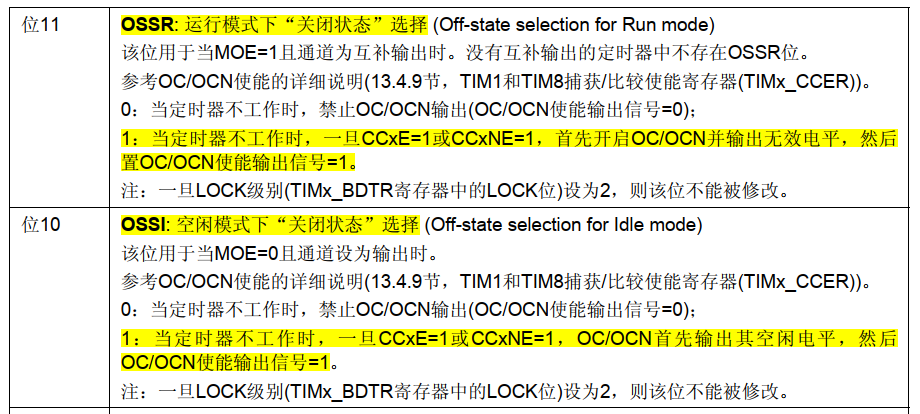 位11
OSSR: 运行模式下“关闭状态”选择 (Off-state selection for Run mode)
该位用于当MOE=1且通道为互补输出时。没有互补输出的定时器中不存在OSSR位。
参考OC/OCN使能的详细说明(13.4.9节，TIM1和TIM8捕获/比较使能寄存器(TIMx_CCER))。
0：当定时器不工作时，禁止OC/OCN输出(OC/OCN使能输出信号=0)；
1：当定时器不工作时，一旦CCxE=1或CCxNE=1，首先开启OC/OCN并输出无效电平，然后
置OC/OCN使能输出信号=1。
注：一旦LOCK级别(TIMx_BDTR寄存器中的LOCK位)设为2，则该位不能被修改。
位10
OSSI: 空闲模式下“关闭状态”选择 (Off-state selection for Idle mode)
该位用于当MOE=0且通道设为输出时。
参考OC/OCN使能的详细说明(13.4.9节，TIM1和TIM8捕获/比较使能寄存器(TIMx_CCER))。
0：当定时器不工作时，禁止OC/OCN输出(OC/OCN使能输出信号=0)；
1：当定时器不工作时，一旦CCxE=1或CCxNE=1，OC/OCN首先输出其空闲电平，然后
OC/OCN使能输出信号=1。
注：一旦LOCK级别(TIMx_BDTR寄存器中的LOCK位)设为2，则该位不能被修改。